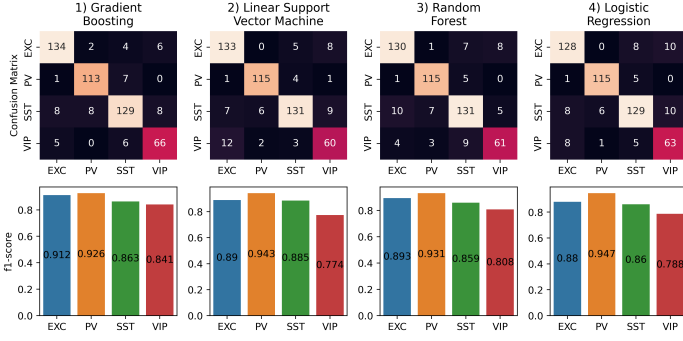 1) Gradient
Boosting
2) Linear Support
Vector Machine
3) Random
Forest
4) Logistic
Regression
Confusion Matrix
EXC 134 2 4 6
PV 1 113 7 0
SST 8 8 129 8
VIP 5 0 6 66
EXC PV SST VIP
EXC 133 0 5 8
PV 1 115 4 1
SST 7 6 131 9
VIP 12 2 3 60
EXC PV SST VIP
EXC 130 1 7 8
PV 1 115 5 0
SST 10 7 131 5
VIP 4 3 9 61
EXC PV SST VIP
EXC 128 0 8 10
PV 1 115 5 0
SST 8 6 129 10
VIP 8 1 5 63
EXC PV SST VIP
f1-score
0.8
0.6
0.4
0.2
0.0
0.912 0.926 0.863 0.841
EXC PV SST VIP
0.8
0.6
0.4
0.2
0.0
0.89 0.943 0.885 0.774
EXC PV SST VIP
0.8
0.6
0.4
0.2
0.0
0.893 0.931 0.859 0.808
EXC PV SST VIP
0.8
0.6
0.4
0.2
0.0
0.88 0.947 0.86 0.788
EXC PV SST VIP